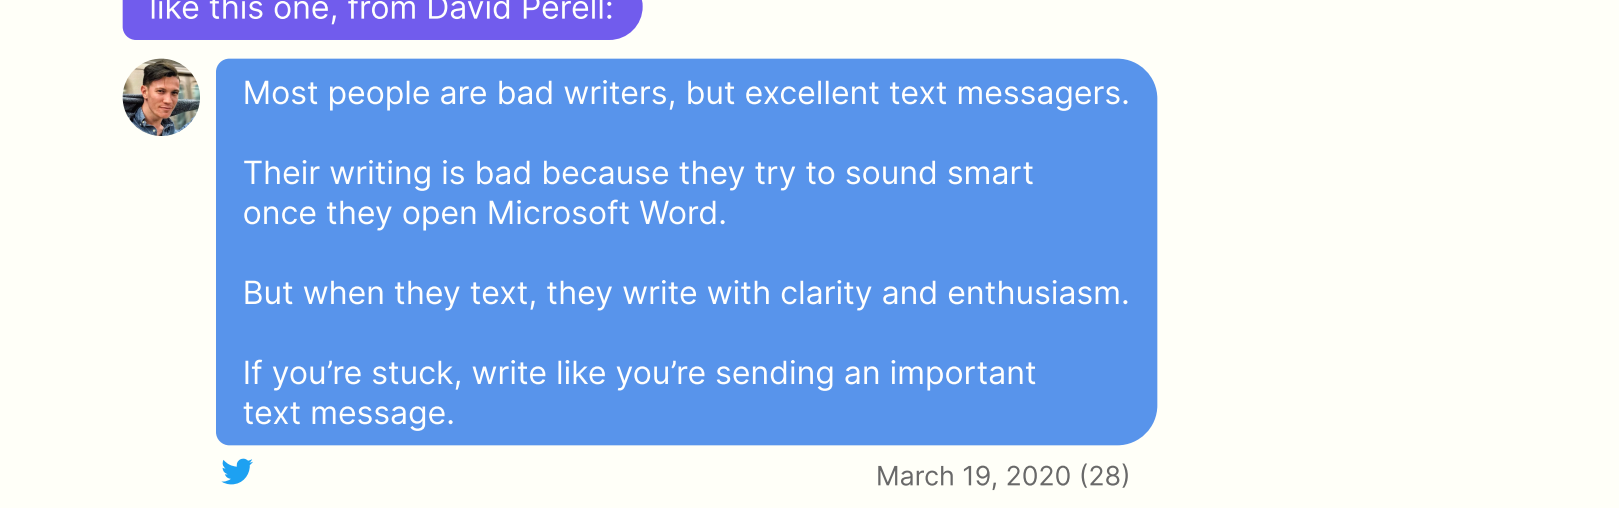 like this one, from David Perell:
Most people are bad writers, but excellent text messagers.
Their writing is bad because they try to sound smart
once they open Microsoft Word.
But when they text, they write with clarity and enthusiasm.
If you’re stuck, write like you’re sending an important
text message.
March 19, 2020 (28)